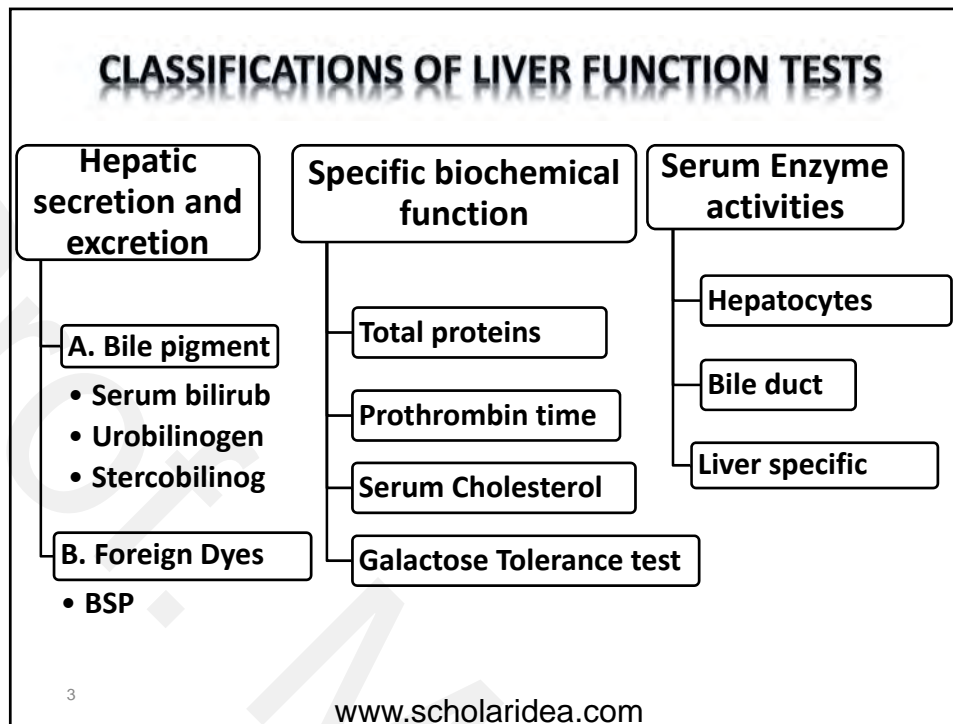 CLASSIFICATIONS OF LIVER FUNCTION TESTS
Hepatic
secretion and
excretion
A. Bile pigment
• Serum bilirub
• Urobilinogen
• Stercobilinog
B. Foreign Dyes
• BSP
Specific biochemical
function
Total proteins
Prothrombin time
Serum Cholesterol
Galactose Tolerance test
Serum Enzyme
activities
Hepatocytes
Bile duct
Liver specific
3
www.scholaridea.com